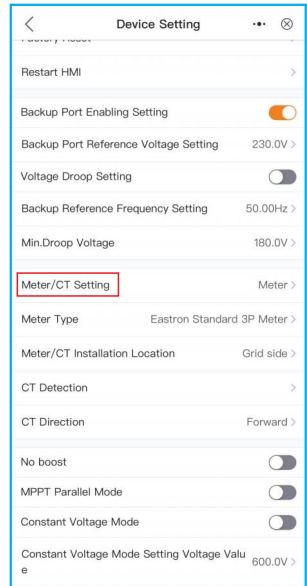 Device Setting
Restart HMI
Backup Port Enabling Setting
Backup Port Reference Voltage Setting 230.0V
Voltage Droop Setting
Backup Reference Frequency Setting 50.00Hz
Min.Droop Voltage 180.0V
Meter/CT Setting Meter
Meter Type Eastron Standard 3P Meter
Meter/CT Installation Location Grid side
CT Detection
CT Direction Forward
No boost
MPPT Parallel Mode
Constant Voltage Mode
Constant Voltage Mode Setting Voltage Valu 600.0V
e